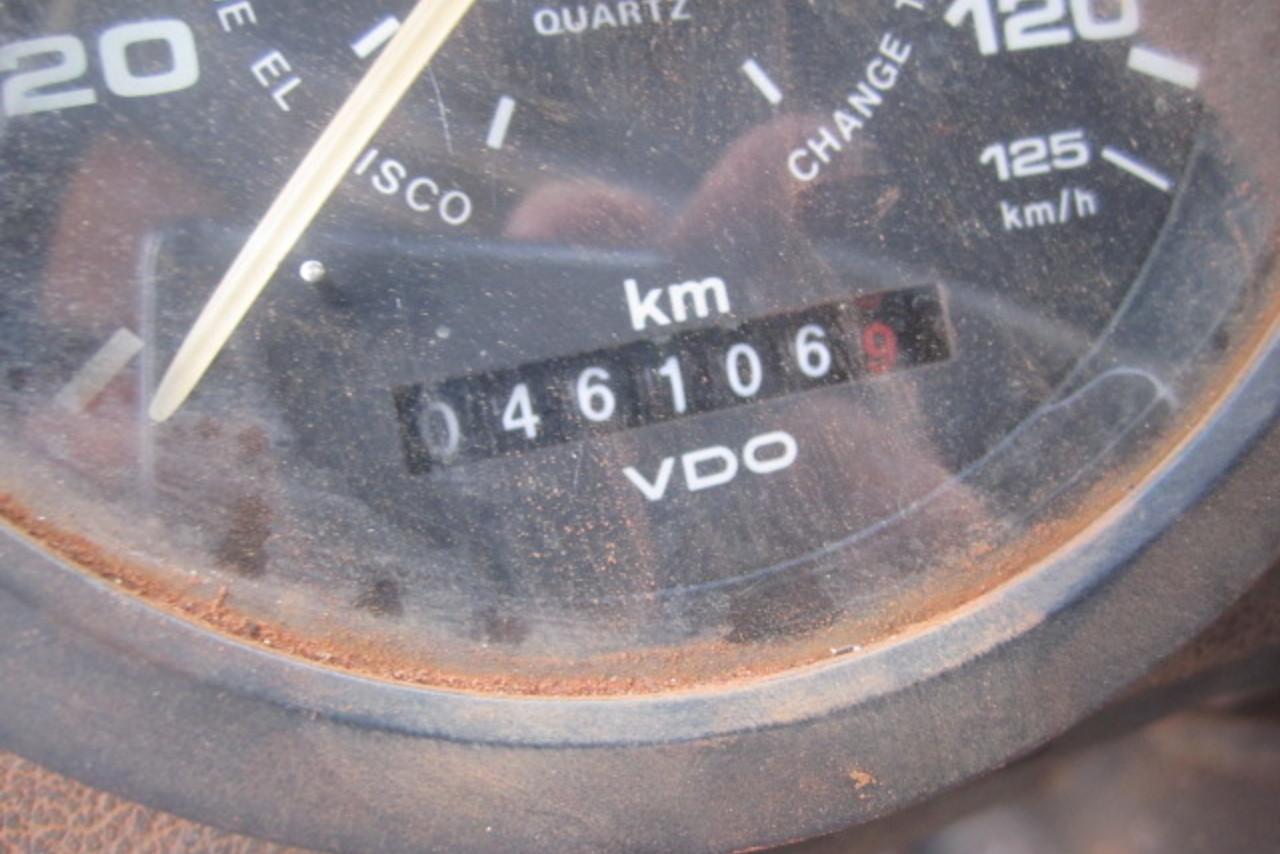 QUARTZ
20
E EL
ISCO
CHANGE
120
125
km/h
km
0461069
VDO